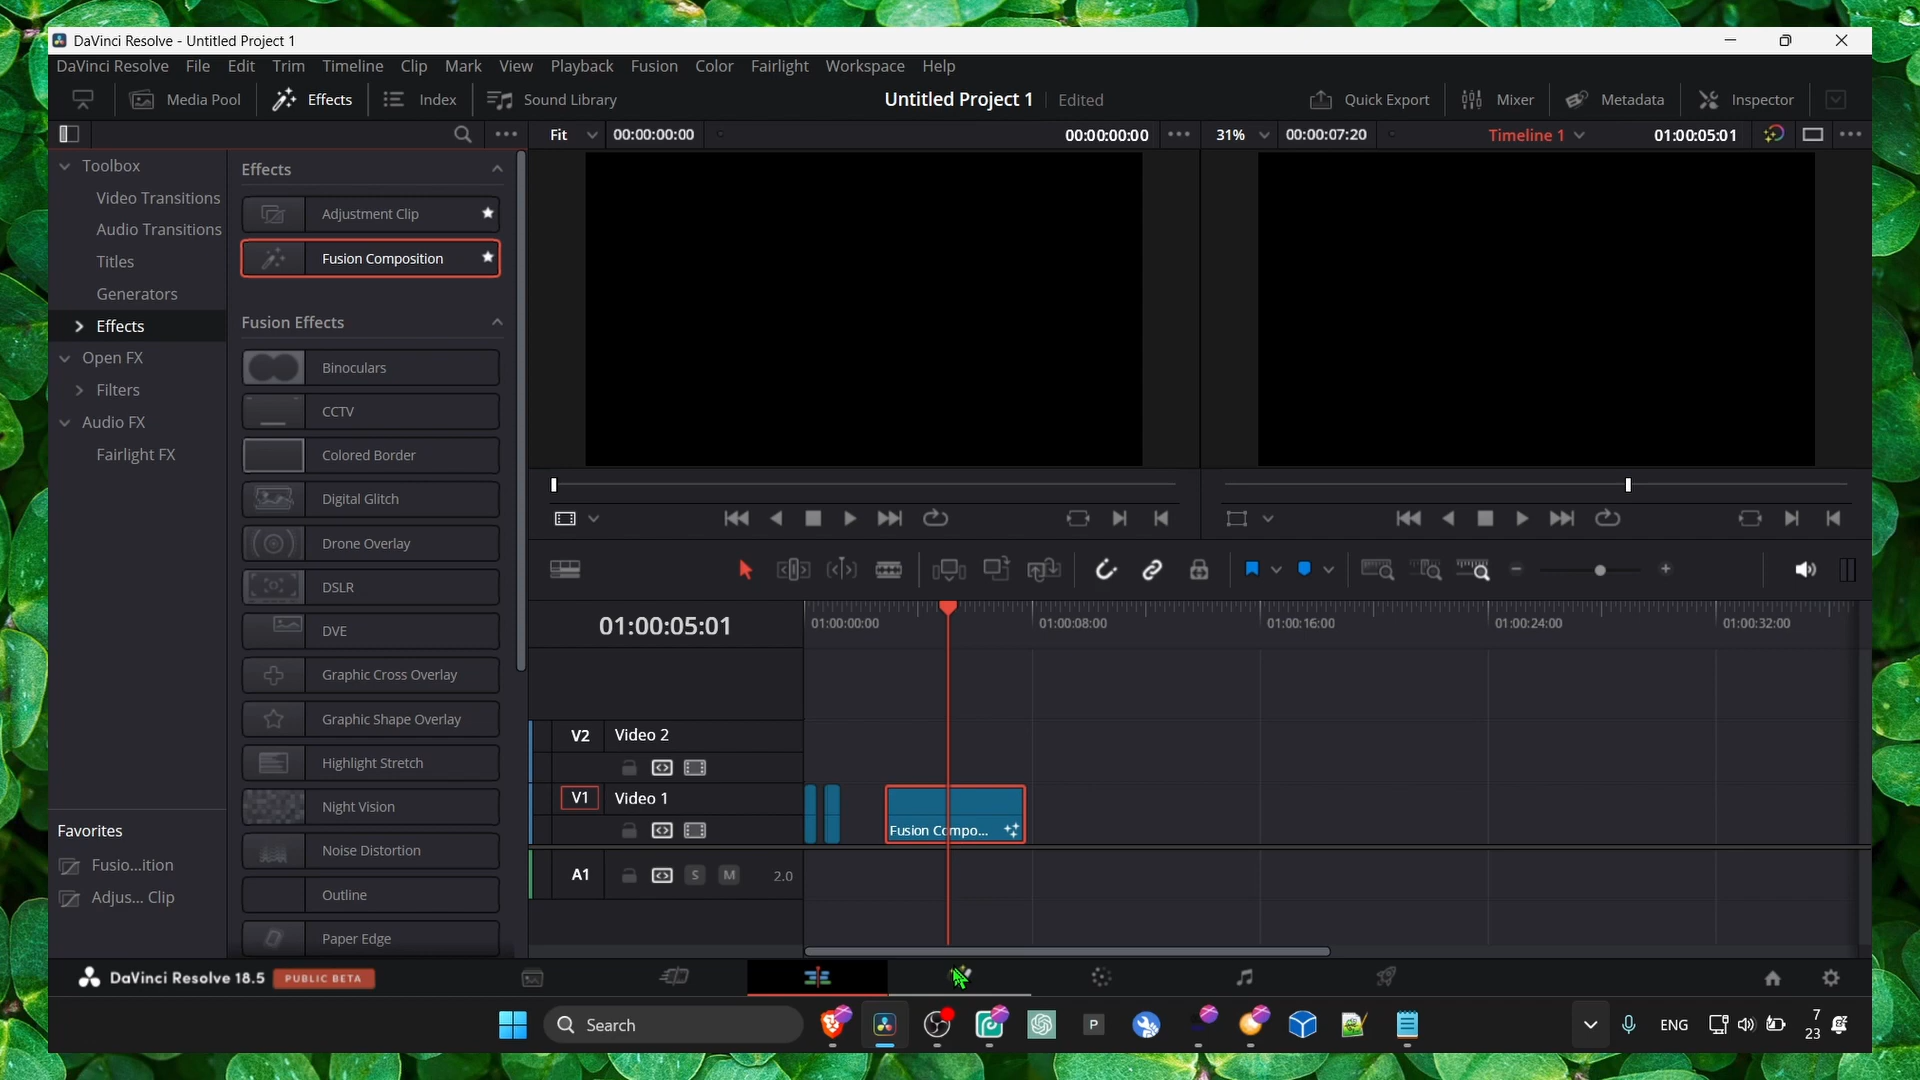 DaVinci Resolve - Untitled Project 1
DaVinci Resolve File Edit Trim Timeline Clip Mark View Playback Fusion Color Fairlight Workspace Help
Media Pool Effects Index Sound Library Untitled Project 1 Edited Quick Export Mixer Metadata Inspector
Fit 00:00:00:00 00:00:00:00 31% 00:00:07:20 Timeline 1 01:00:05:01
Toolbox
Video Transitions
Audio Transitions
Titles
Generators
Effects
Open FX
Filters
Audio FX
Fairlight FX
Favorites
Fusio...ition
Adjus... Clip
Effects
Adjustment Clip
Fusion Composition
Fusion Effects
Binoculars
CCTV
Colored Border
Digital Glitch
Drone Overlay
DSLR
DVE
Graphic Cross Overlay
Graphic Shape Overlay
Highlight Stretch
Night Vision
Noise Distortion
Outline
Paper Edge
01:00:05:01
01:00:00:00 01:00:08:00 01:00:16:00 01:00:24:00 01:00:32:00
V2 Video 2
V1 Video 1
Fusion Compo...
A1 S M 2.0
DaVinci Resolve 18.5 PUBLIC BETA
Search
P
ENG
7
23